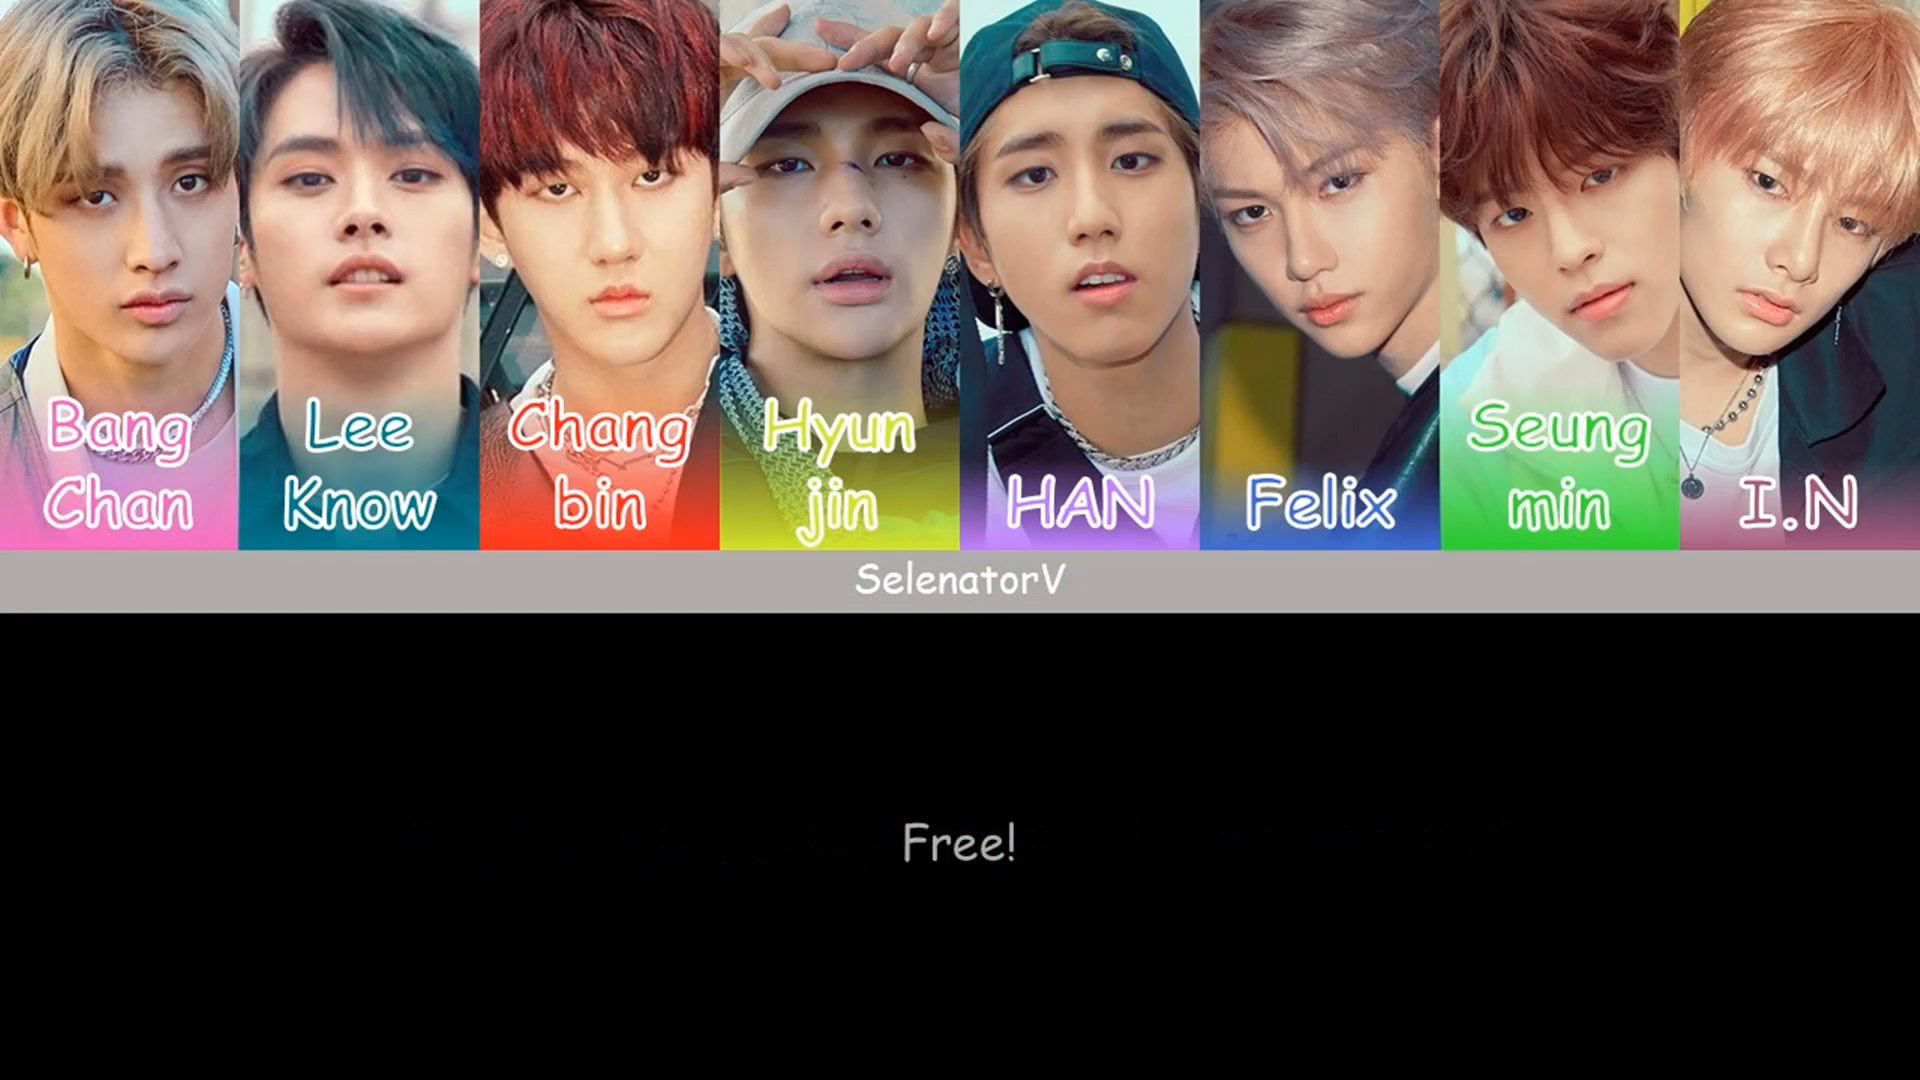 Bang
Chan
Lee
Know
Chang
bin
Hyun
jin
HAN
Felix
Seung
min
I.N
SelenatorV
Free!